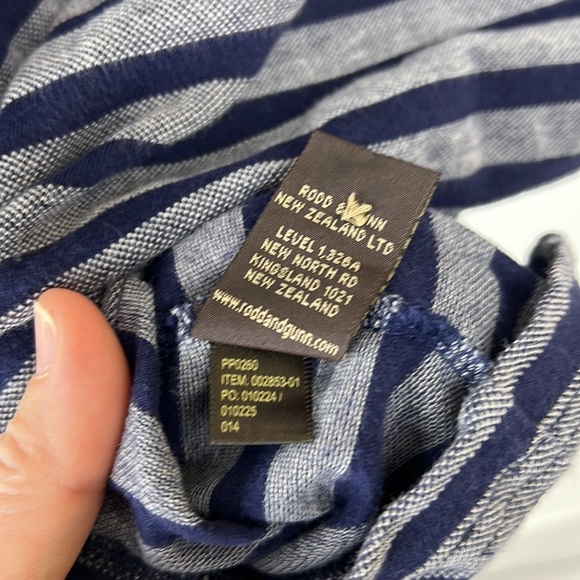 RODD & NN
NEW ZEALAND LTD
LEVEL 1,326A
NEW NORTH RD
KINGSLAND 1021
NEW ZEALAND
www.roddandgunn.com
PP0260
ITEM: 002853-01
PO: 010224 /
010225
014